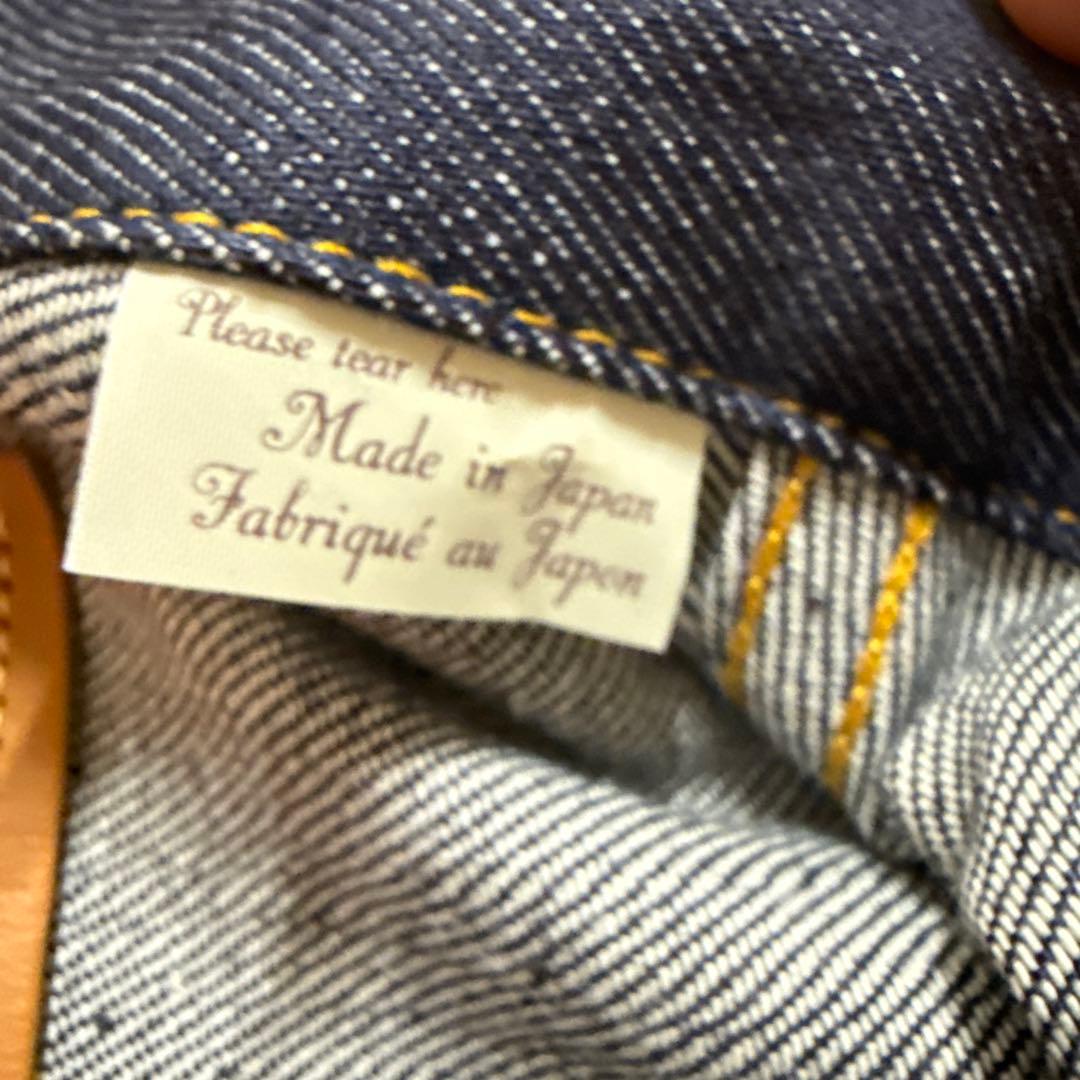 Please tear here
Made in Japan
Fabriqué au Japon